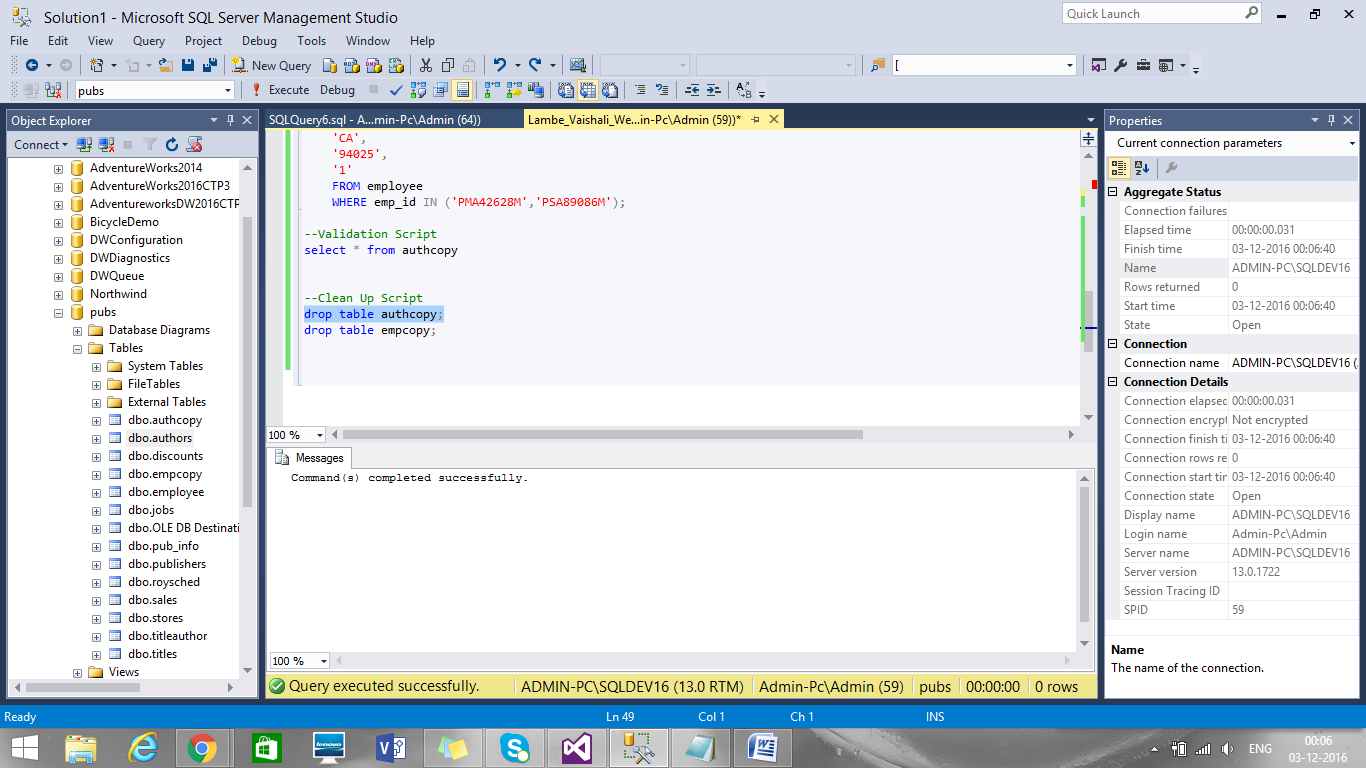 Solution1 - Microsoft SQL Server Management Studio
Quick Launch
File Edit View Query Project Debug Tools Window Help
New Query
[
pubs
Execute Debug
Object Explorer
Connect
AdventureWorks2014
AdventureWorks2016CTP3
AdventureworksDW2016CTP
BicycleDemo
DWConfiguration
DWDiagnostics
DWQueue
Northwind
pubs
Database Diagrams
Tables
System Tables
FileTables
External Tables
dbo.authcopy
dbo.authors
dbo.discounts
dbo.empcopy
dbo.employee
dbo.jobs
dbo.OLE DB Destinati
dbo.pub_info
dbo.publishers
dbo.roysched
dbo.sales
dbo.stores
dbo.titleauthor
dbo.titles
Views
SQLQuery6.sql - A...min-Pc\Admin (64))
Lambe_Vaishali_We...in-Pc\Admin (59))*
'CA',
'94025',
'1'
FROM employee
WHERE emp_id IN ('PMA42628M','PSA89086M');
--Validation Script
select * from authcopy
--Clean Up Script
drop table authcopy;
drop table empcopy;
100 %
Messages
Command(s) completed successfully.
100 %
Query executed successfully.
ADMIN-PC\SQLDEV16 (13.0 RTM)
Admin-Pc\Admin (59)
pubs
00:00:00
0 rows
Properties
Current connection parameters
Aggregate Status
Connection failures
Elapsed time 00:00:00.031
Finish time 03-12-2016 00:06:40
Name ADMIN-PC\SQLDEV16
Rows returned 0
Start time 03-12-2016 00:06:40
State Open
Connection
Connection name ADMIN-PC\SQLDEV16 (
Connection Details
Connection elapsed 00:00:00.031
Connection encrypt Not encrypted
Connection finish ti 03-12-2016 00:06:40
Connection rows re 0
Connection start tin 03-12-2016 00:06:40
Connection state Open
Display name ADMIN-PC\SQLDEV16
Login name Admin-Pc\Admin
Server name ADMIN-PC\SQLDEV16
Server version 13.0.1722
Session Tracing ID
SPID 59
Name
The name of the connection.
Ready
Ln 49
Col 1
Ch 1
INS
lenovo
ENG
00:06
03-12-2016